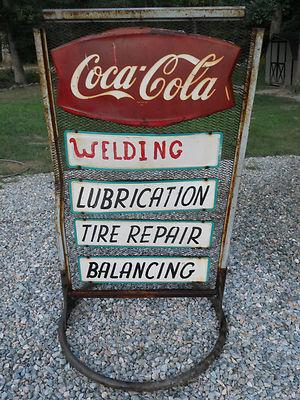 Coca-Cola
WELDING
LUBRICATION
TIRE REPAIR
BALANCING